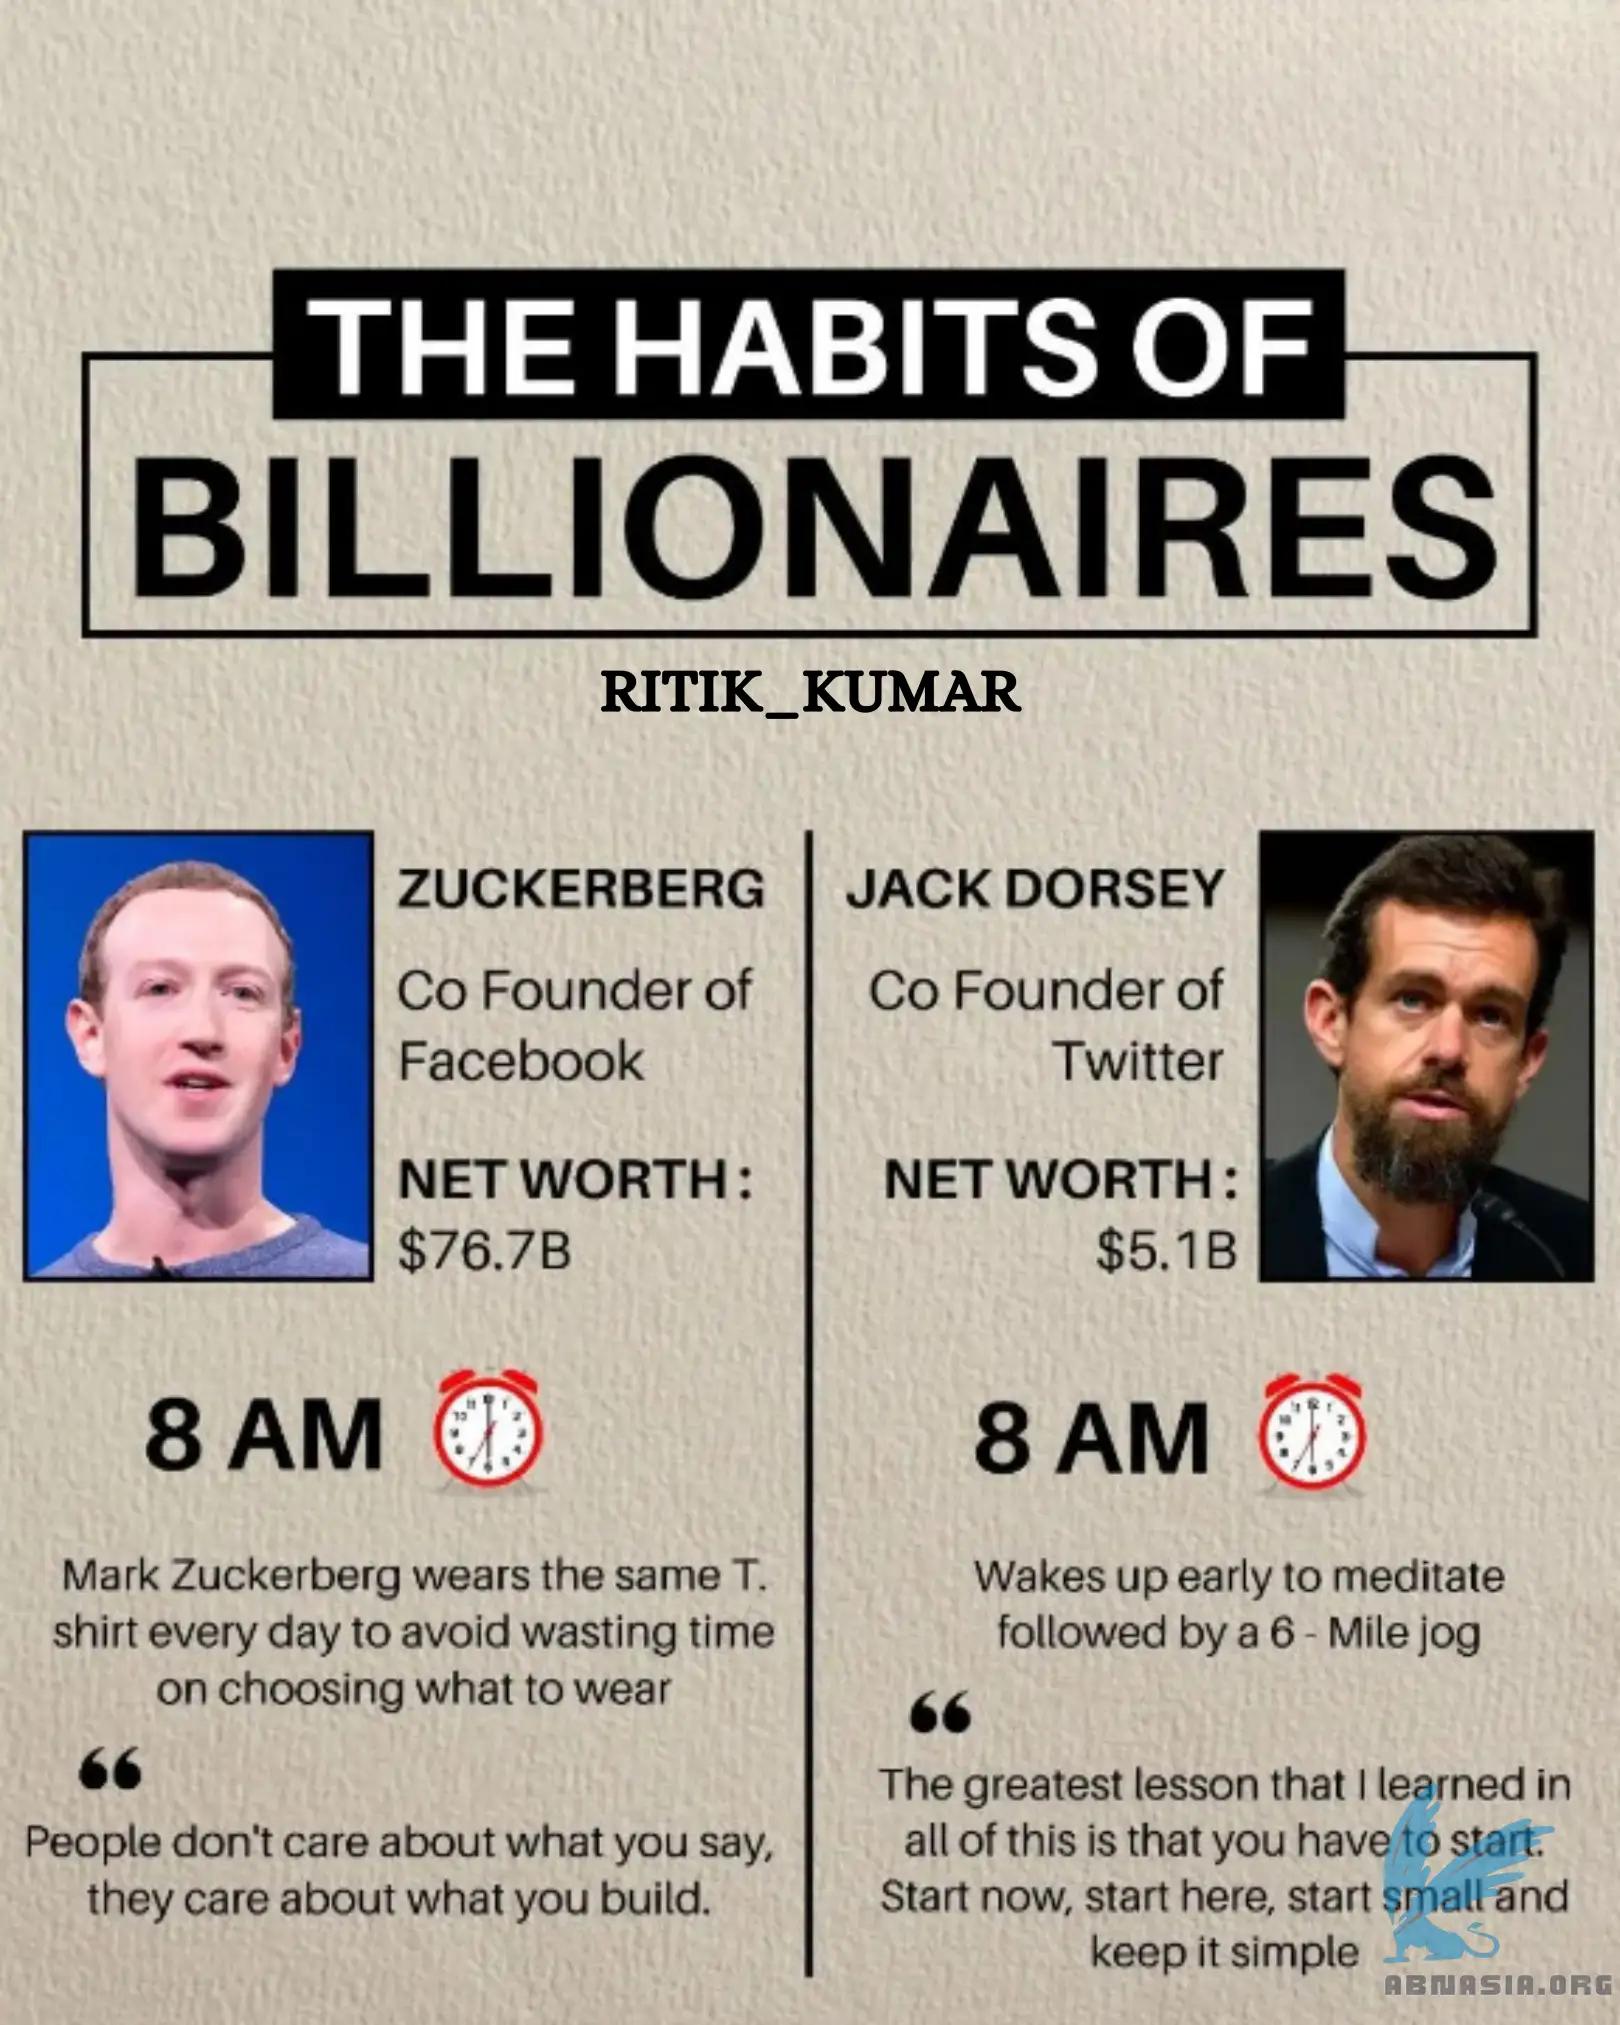 THE HABITS OF
BILLIONAIRES
RITIK_KUMAR
ZUCKERBERG
Co Founder of
Facebook
NET WORTH :
$76.7B
8 AM
Mark Zuckerberg wears the same T.
shirt every day to avoid wasting time
on choosing what to wear
“
People don't care about what you say,
they care about what you build.
JACK DORSEY
Co Founder of
Twitter
NET WORTH :
$5.1B
8 AM
Wakes up early to meditate
followed by a 6 - Mile jog
“
The greatest lesson that I learned in
all of this is that you have to start.
Start now, start here, start small and
keep it simple
ABNASIA.ORG